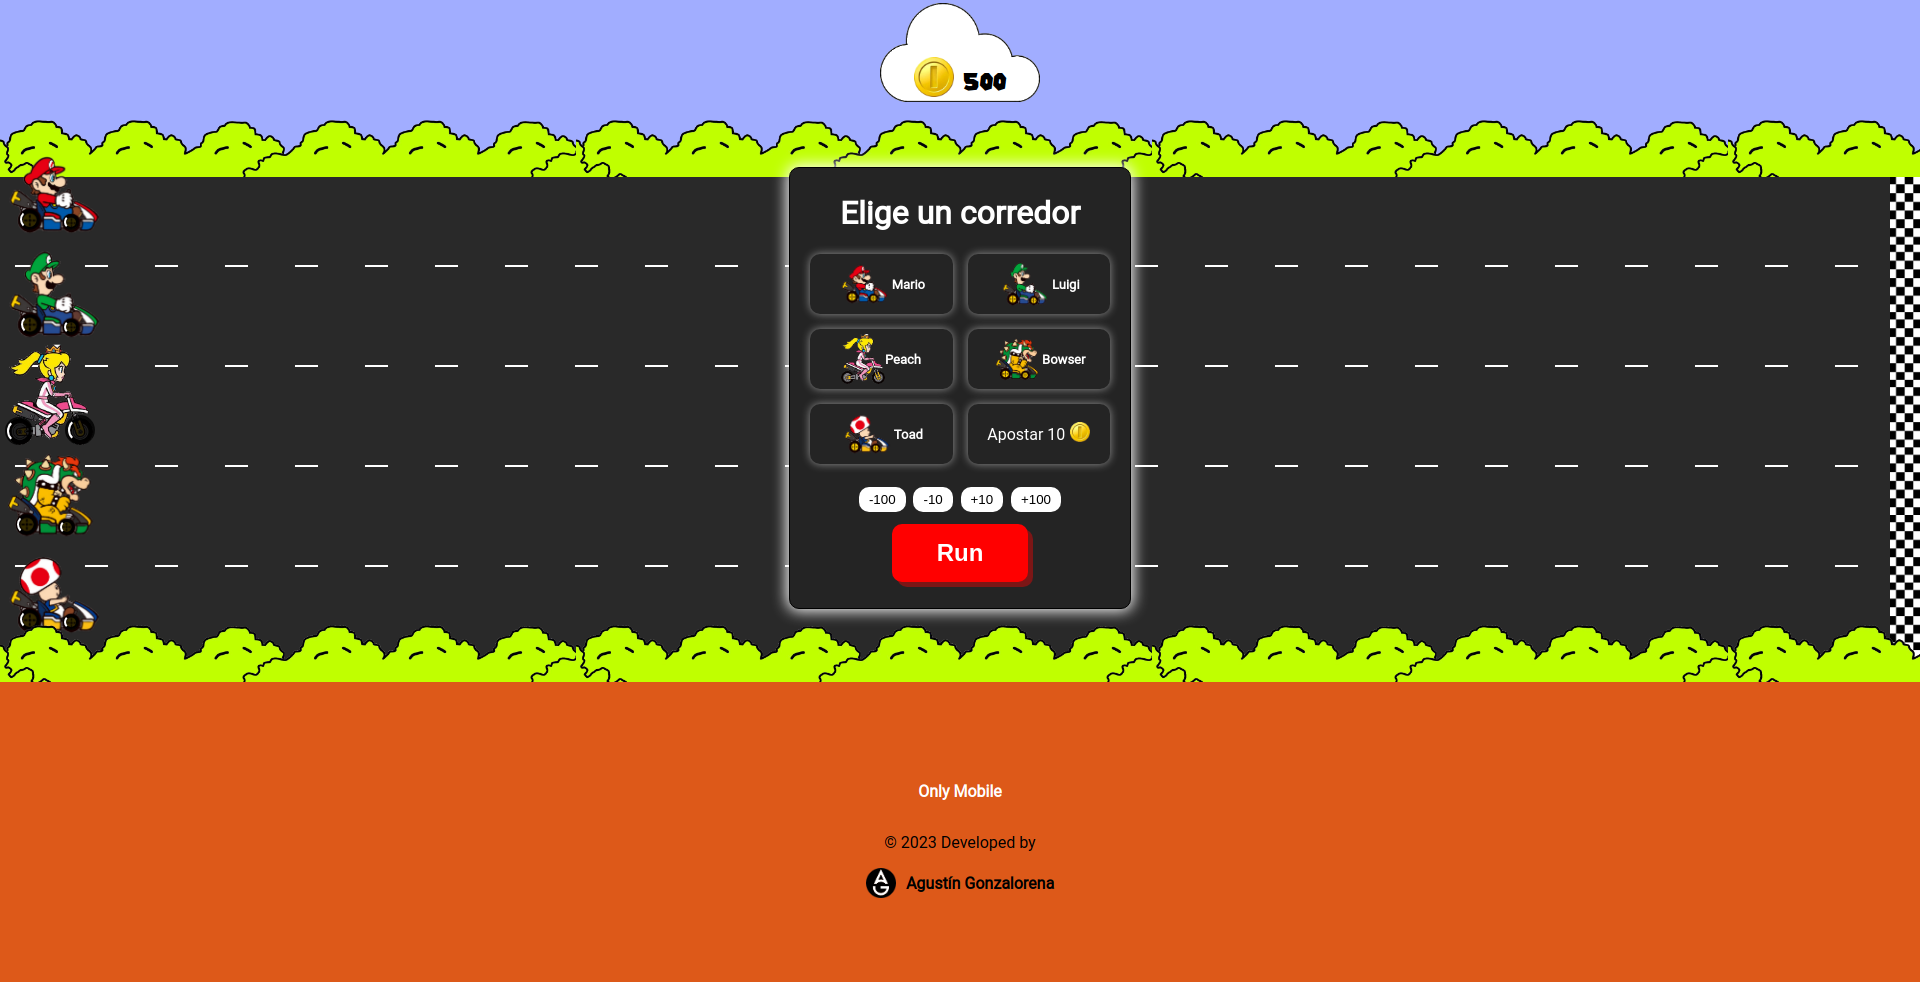 500
Elige un corredor
Mario
Luigi
Peach
Bowser
Toad
Apostar 10
-100
-10
+10
+100
Run
Only Mobile
© 2023 Developed by
AG
Agustín Gonzalorena